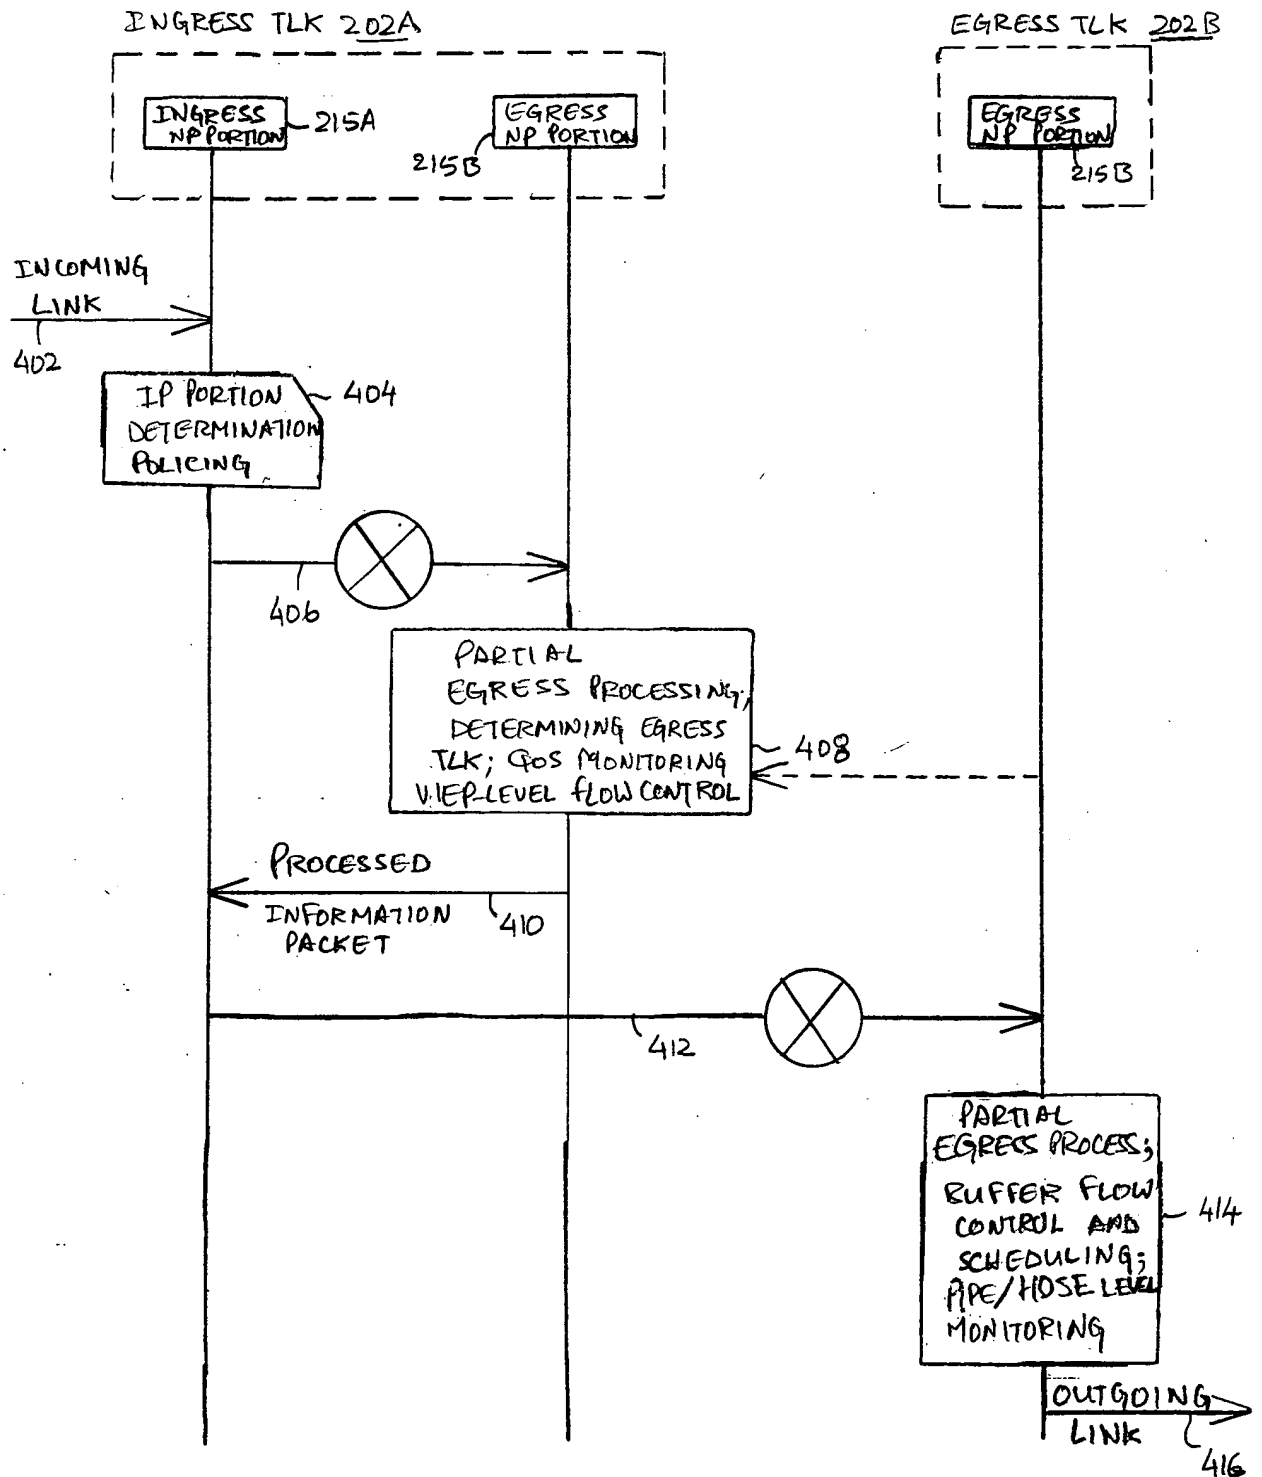 INGRESS TLK 202A
EGRESS TLK 202B
INGRESS
NP PORTION
215A
EGRESS
NP PORTION
215B
EGRESS
NP PORTION
215B
INCOMING
LINK
402
IP PORTION
DETERMINATION
POLICING
404
406
PARTIAL
EGRESS PROCESSING;
DETERMINING EGRESS
TLK; QOS MONITORING
VIEP-LEVEL FLOW CONTROL
408
PROCESSED
INFORMATION
PACKET
410
412
PARTIAL
EGRESS PROCESS;
BUFFER FLOW
CONTROL AND
SCHEDULING;
PIPE/HOSE LEVEL
MONITORING
414
OUTGOING
LINK
416